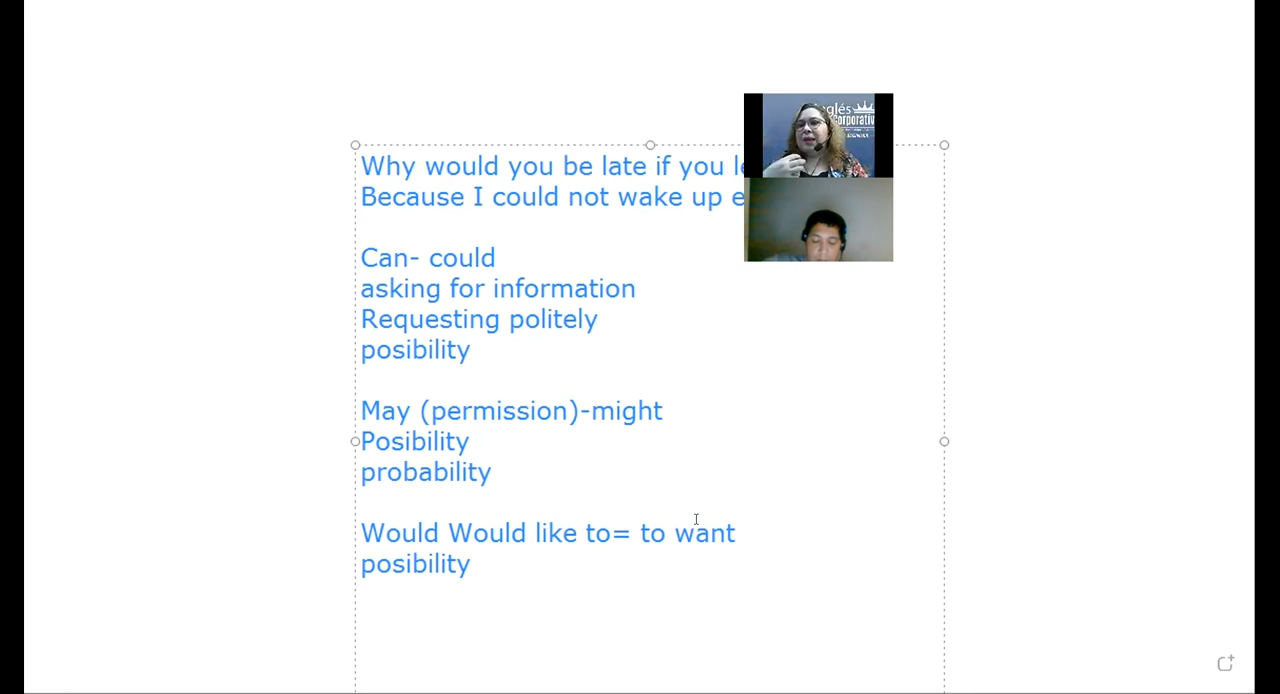 Why would you be late if you
Because I could not wake up
Can- could
asking for information
Requesting politely
posibility
May (permission)-might
Posibility
probability
Would Would like to= to want
posibility